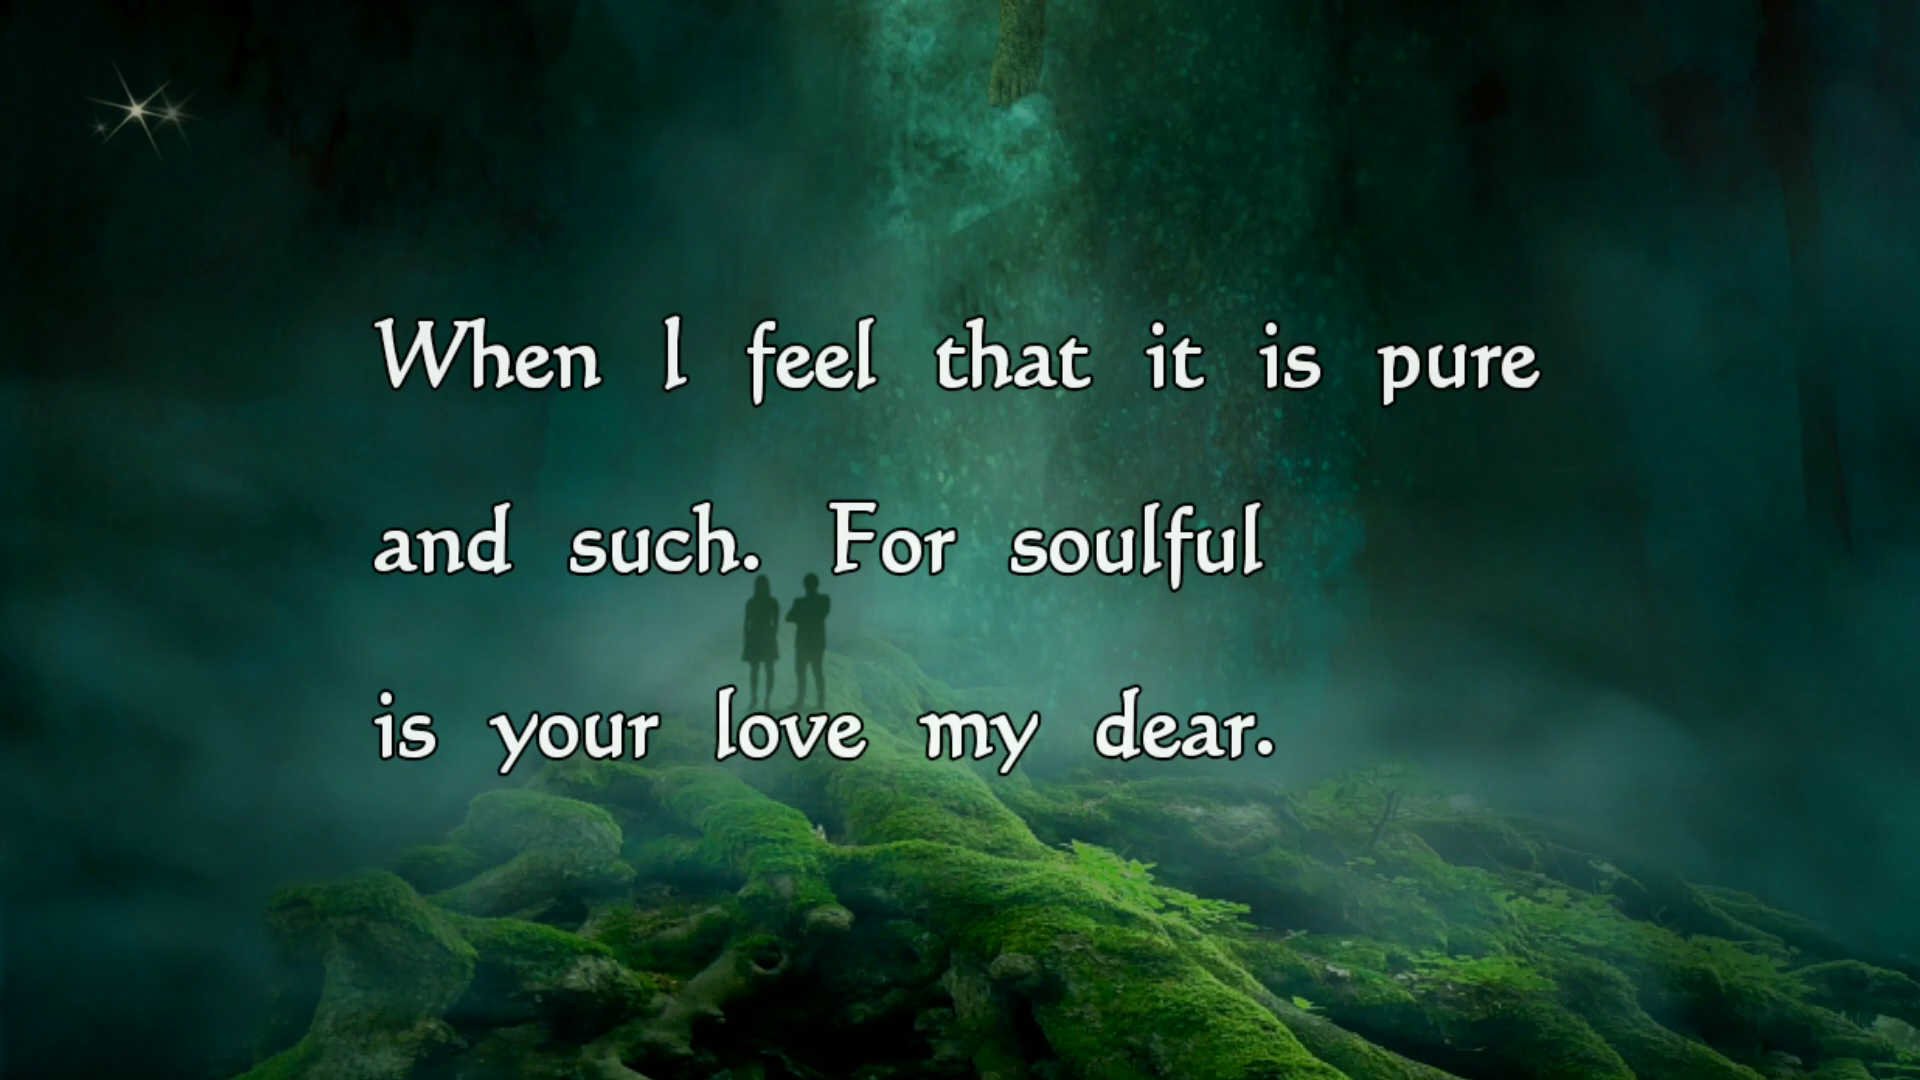 When I feel that it is pure
and such. For soulful
is your love my dear.